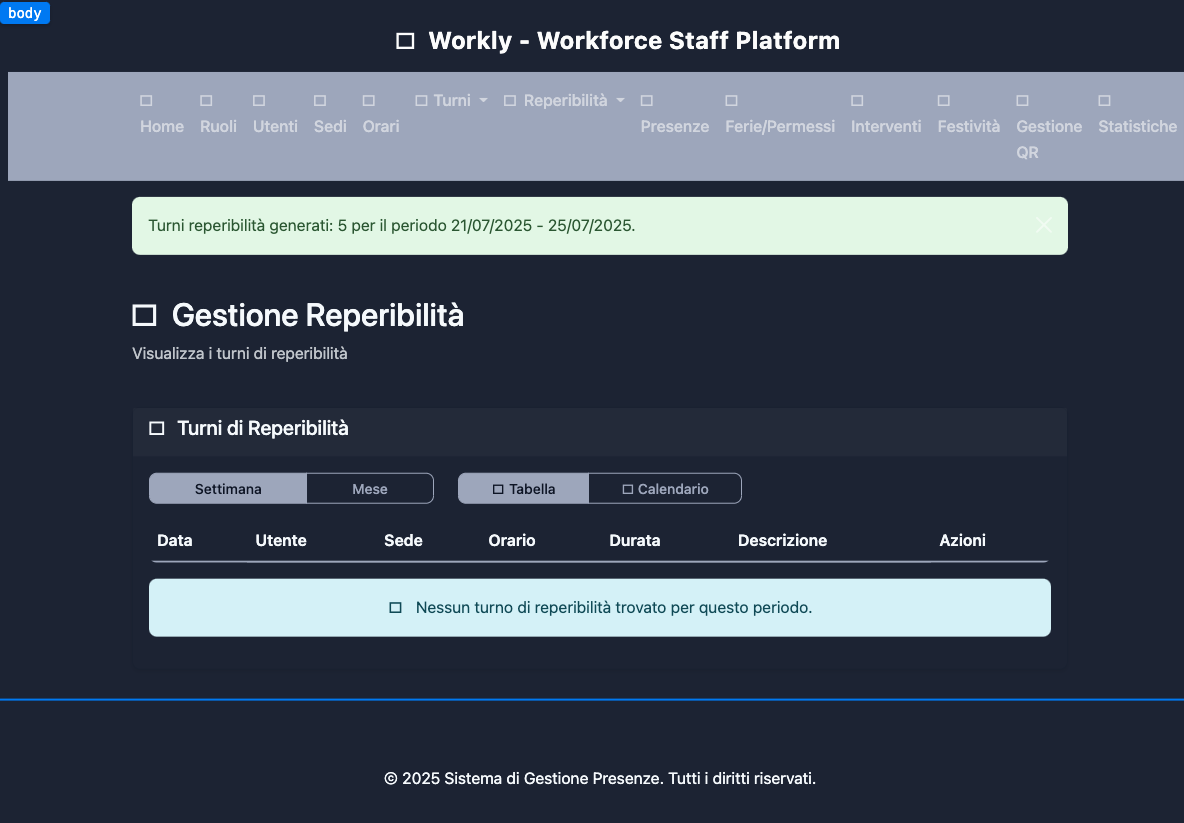 body
Workly - Workforce Staff Platform
Home Ruoli Utenti Sedi Orari Turni Reperibilità Presenze Ferie/Permessi Interventi Festività Gestione QR Statistiche
Turni reperibilità generati: 5 per il periodo 21/07/2025 - 25/07/2025.
Gestione Reperibilità
Visualizza i turni di reperibilità
Turni di Reperibilità
Settimana Mese Tabella Calendario
Data Utente Sede Orario Durata Descrizione Azioni
Nessun turno di reperibilità trovato per questo periodo.
© 2025 Sistema di Gestione Presenze. Tutti i diritti riservati.